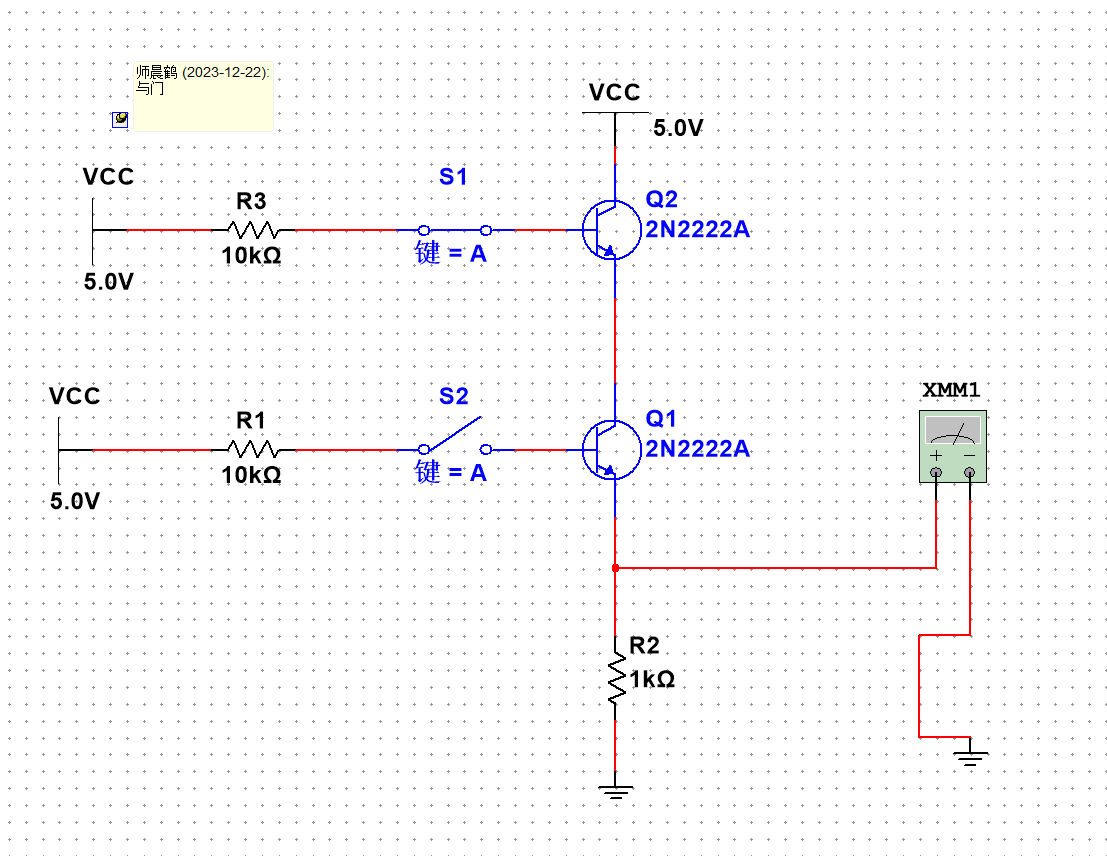 师晨鹤 (2023-12-22):
与门
VCC
5.0V
VCC
R3
10kΩ
5.0V
S1
键 = A
Q2
2N2222A
VCC
R1
10kΩ
5.0V
S2
键 = A
Q1
2N2222A
XMM1
+ −
R2
1kΩ